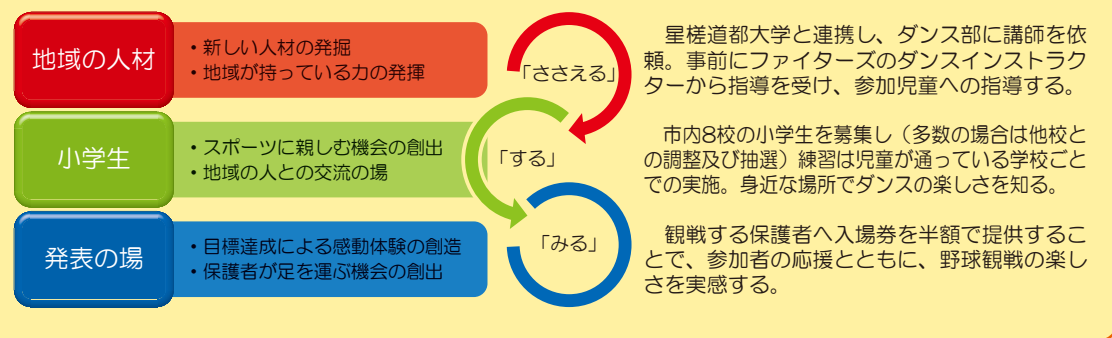 地域の人材
・新しい人材の発掘
・地域が持っている力の発揮
「ささえる」
星槎道都大学と連携し、ダンス部に講師を依
頼。事前にファイターズのダンスインストラク
ターから指導を受け、参加児童への指導する。
小学生
・スポーツに親しむ機会の創出
・地域の人との交流の場
「する」
市内8校の小学生を募集し（多数の場合は他校と
の調整及び抽選）練習は児童が通っている学校ごと
での実施。身近な場所でダンスの楽しさを知る。
発表の場
・目標達成による感動体験の創造
・保護者が足を運ぶ機会の創出
「みる」
観戦する保護者へ入場券を半額で提供するこ
とで、参加者の応援とともに、野球観戦の楽し
さを実感する。